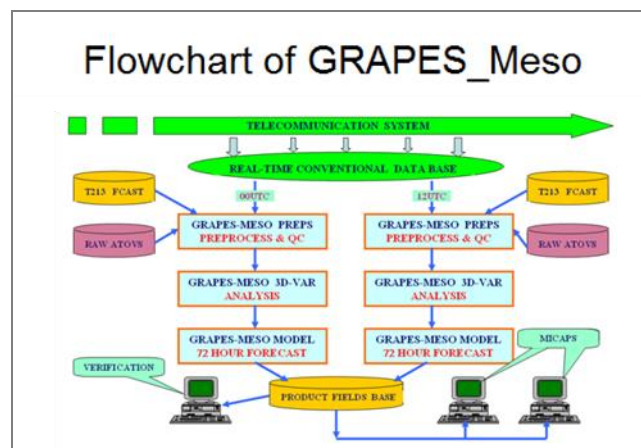 Flowchart of GRAPES_Meso
TELECOMMUNICATION SYSTEM
REAL-TIME CONVENTIONAL DATA BASE
T213 FCAST
00UTC
12UTC
T213 FCAST
RAW ATOVS
GRAPES-MESO PREPS
PREPROCESS & QC
GRAPES-MESO PREPS
PREPROCESS & QC
RAW ATOVS
GRAPES-MESO 3D-VAR
ANALYSIS
GRAPES-MESO 3D-VAR
ANALYSIS
GRAPES-MESO MODEL
72 HOUR FORECAST
GRAPES-MESO MODEL
72 HOUR FORECAST
MICAPS
VERIFICATION
PRODUCT FIELDS BASE